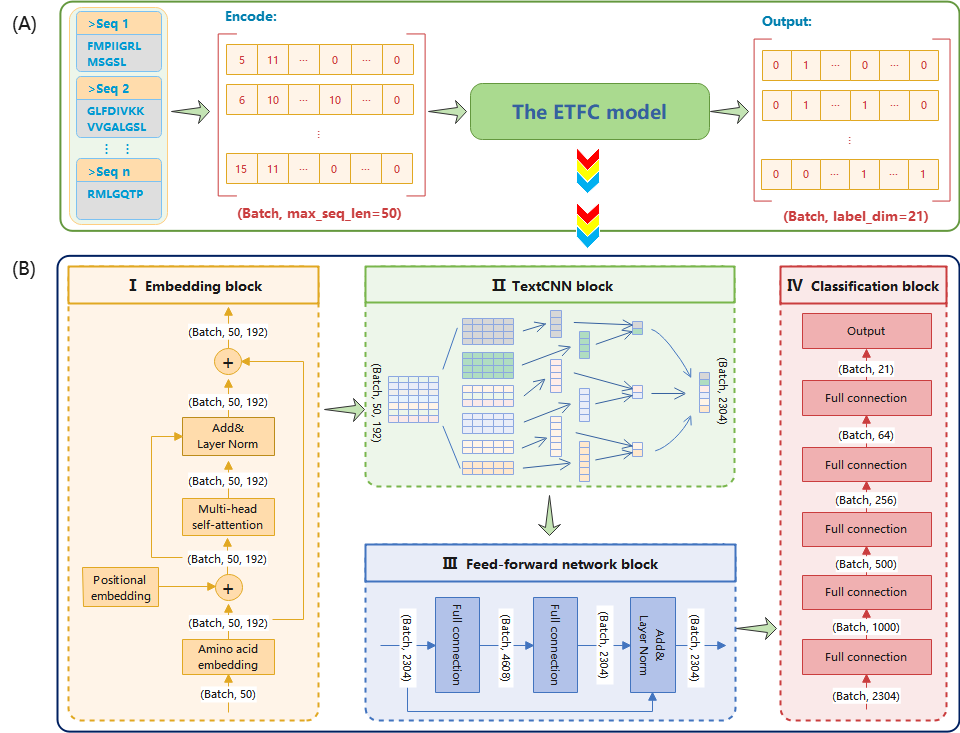 (A)
>Seq 1
FMPIIGRL
MSGSL
>Seq 2
GLFDIVKK
VVGALGSL
⋮ ⋮
>Seq n
RMLGQTP
Encode:
5 11 ... 0 ... 0
6 10 ... 10 ... 0
⋮
15 11 ... 0 ... 0
(Batch, max_seq_len=50)
The ETFC model
Output:
0 1 ... 0 ... 0
0 1 ... 1 ... 0
⋮
0 0 ... 1 ... 1
(Batch, label_dim=21)
(B)
Ⅰ Embedding block
(Batch, 50, 192)
+
(Batch, 50, 192)
Add&
Layer Norm
(Batch, 50, 192)
Multi-head
self-attention
(Batch, 50, 192)
Positional
embedding
+
(Batch, 50, 192)
Amino acid
embedding
(Batch, 50)
Ⅱ TextCNN block
(Batch, 50, 192)
(Batch, 2304)
Ⅲ Feed-forward network block
(Batch, 2304)
Full connection
(Batch, 4608)
Full connection
(Batch, 2304)
Add&
Layer Norm
(Batch, 2304)
Ⅳ Classification block
Output
(Batch, 21)
Full connection
(Batch, 64)
Full connection
(Batch, 256)
Full connection
(Batch, 500)
Full connection
(Batch, 1000)
Full connection
(Batch, 2304)